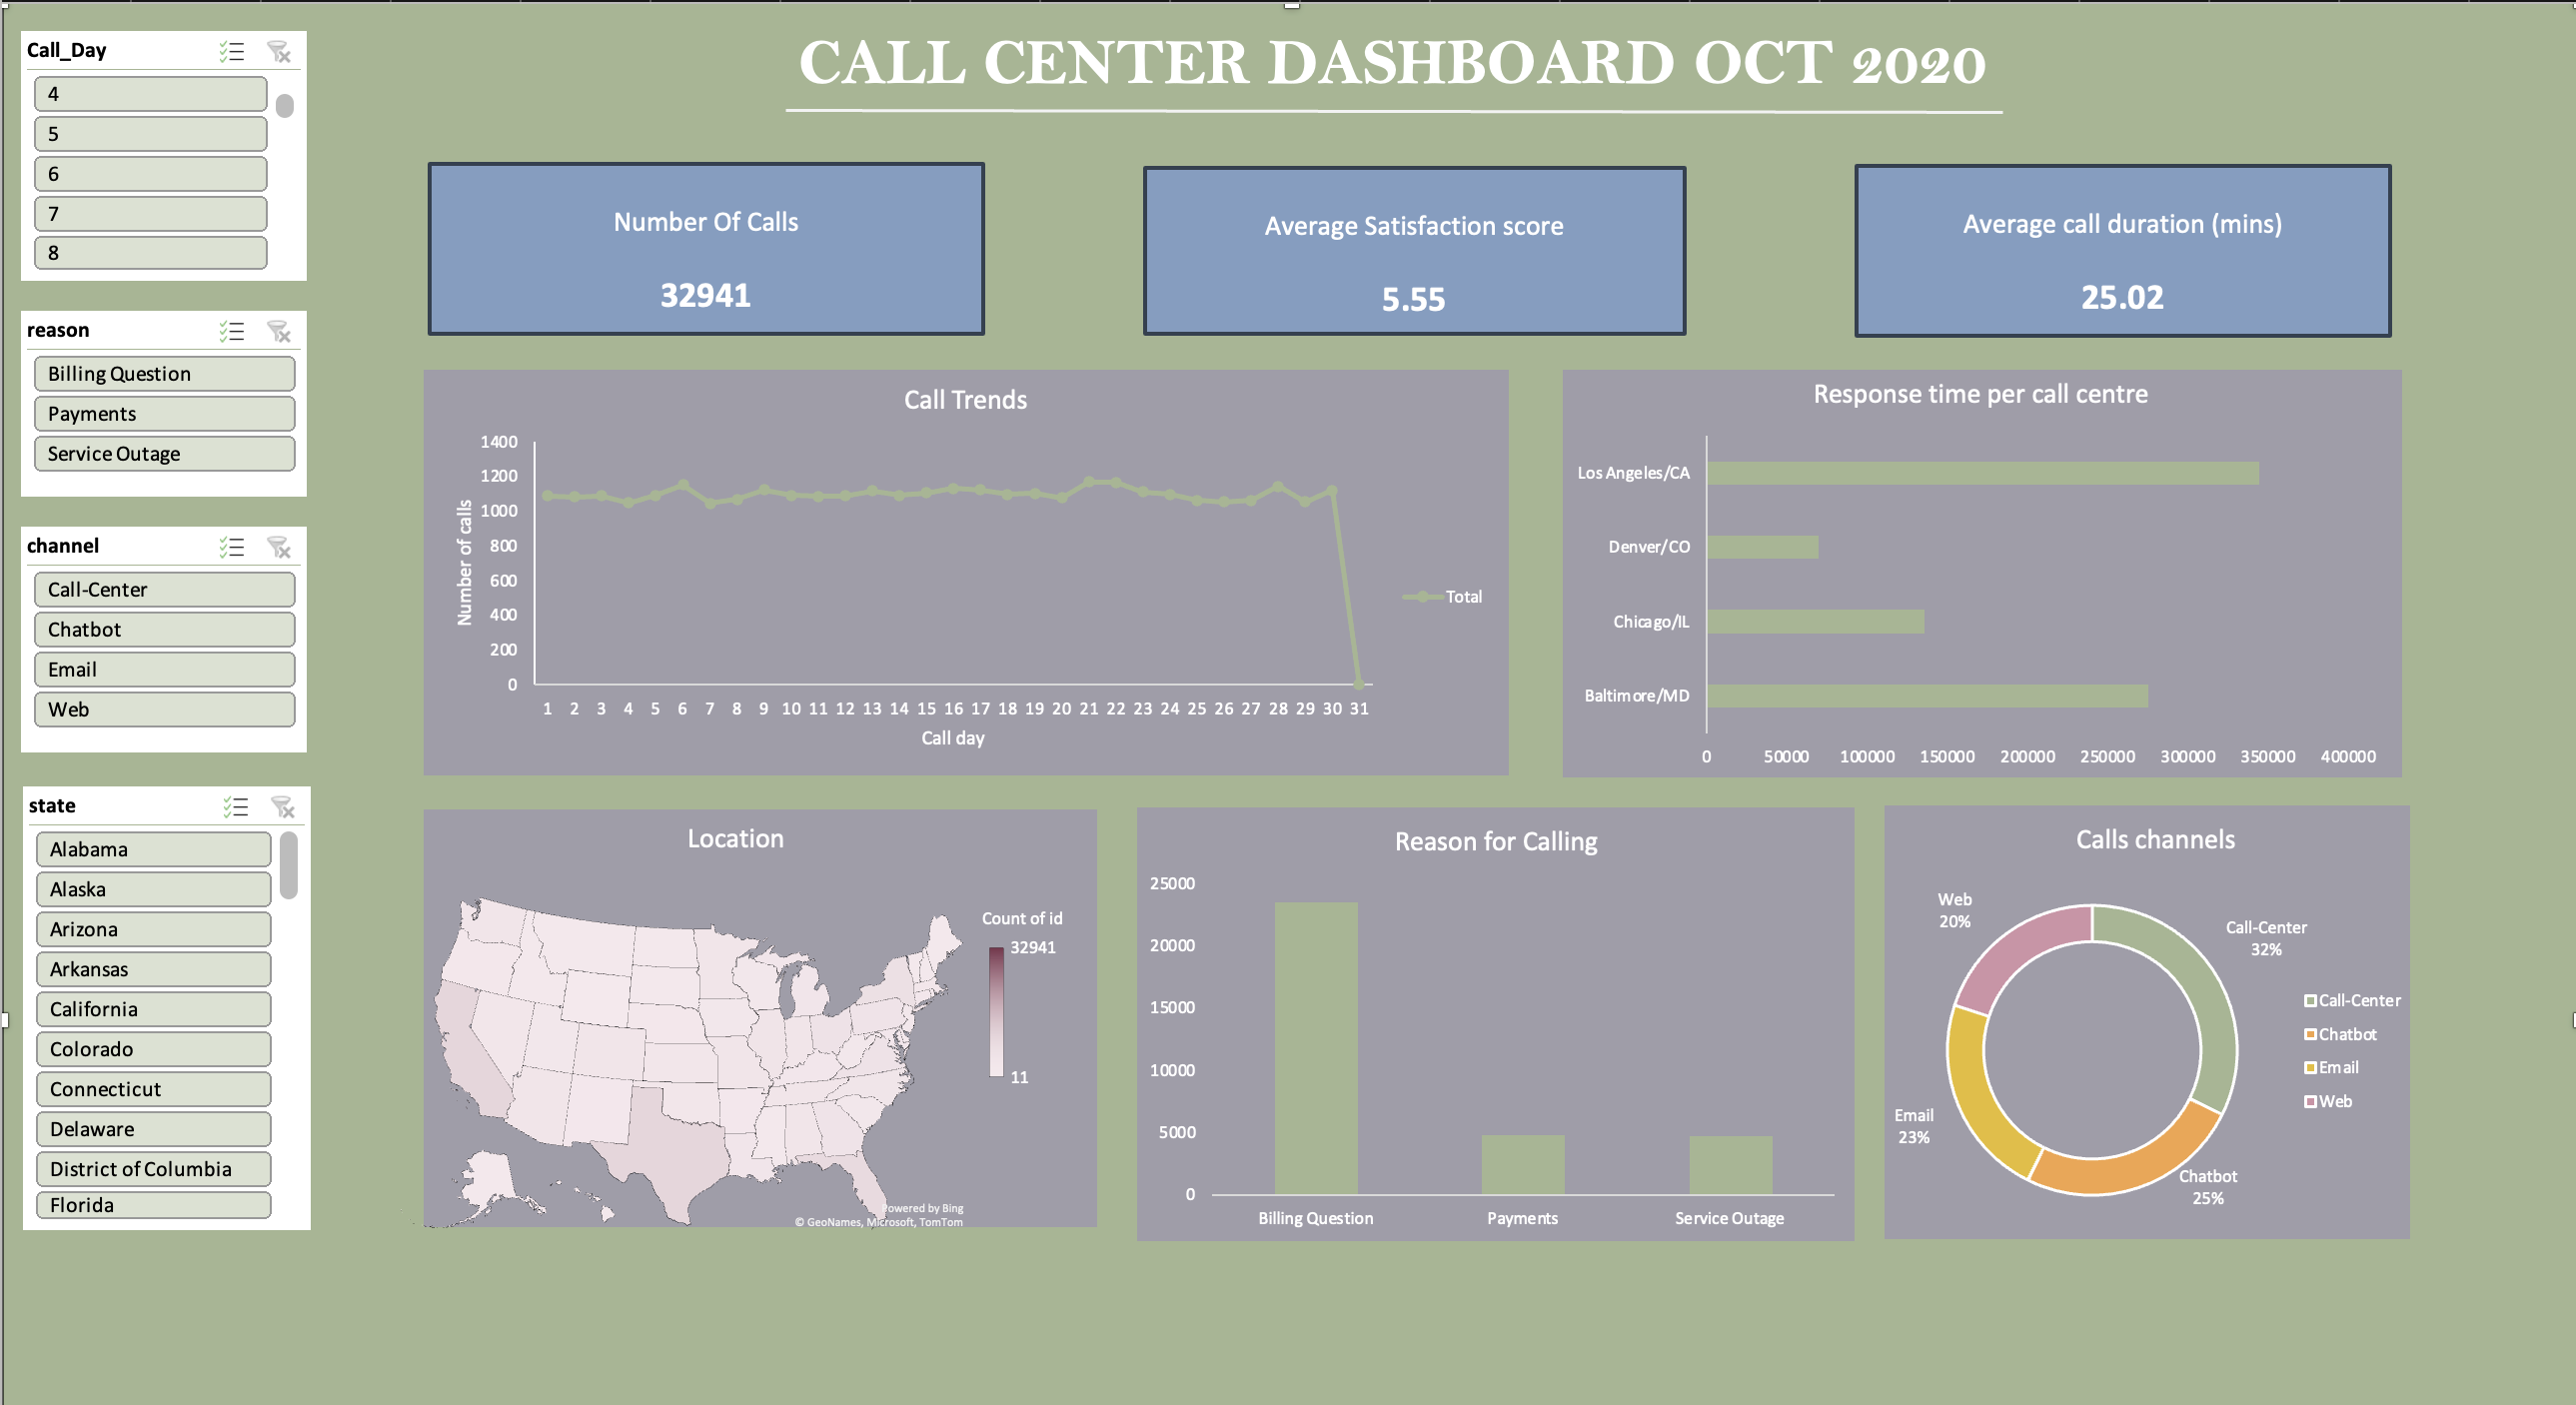 CALL CENTER DASHBOARD OCT 2020
Call_Day
4
5
6
7
8
reason
Billing Question
Payments
Service Outage
channel
Call-Center
Chatbot
Email
Web
state
Alabama
Alaska
Arizona
Arkansas
California
Colorado
Connecticut
Delaware
District of Columbia
Florida
Number Of Calls
32941
Average Satisfaction score
5.55
Average call duration (mins)
25.02
Call Trends
Number of calls
1400
1200
1000
800
600
400
200
0
1 2 3 4 5 6 7 8 9 10 11 12 13 14 15 16 17 18 19 20 21 22 23 24 25 26 27 28 29 30 31
Call day
Total
Response time per call centre
Los Angeles/CA
Denver/CO
Chicago/IL
Baltimore/MD
0 50000 100000 150000 200000 250000 300000 350000 400000
Location
Count of id
32941
11
owered by Bing
© GeoNames, Microsoft, TomTom
Reason for Calling
25000
20000
15000
10000
5000
0
Billing Question Payments Service Outage
Calls channels
Web
20%
Call-Center
32%
Email
23%
Chatbot
25%
Call-Center
Chatbot
Email
Web